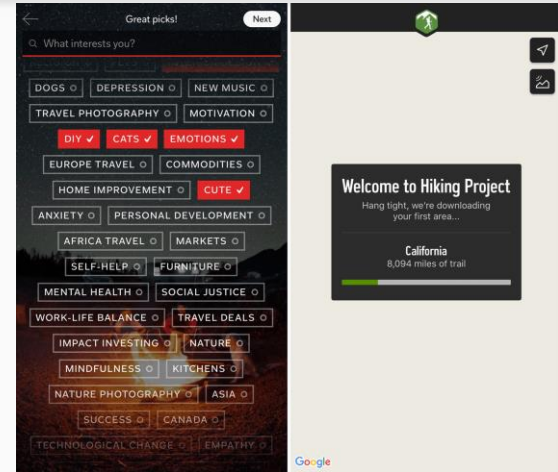 Great picks!
Next
What interests you?
DOGS DEPRESSION NEW MUSIC
TRAVEL PHOTOGRAPHY MOTIVATION
DIY CATS EMOTIONS
EUROPE TRAVEL COMMODITIES
HOME IMPROVEMENT CUTE
ANXIETY PERSONAL DEVELOPMENT
AFRICA TRAVEL MARKETS
SELF-HELP FURNITURE
MENTAL HEALTH SOCIAL JUSTICE
WORK-LIFE BALANCE TRAVEL DEALS
IMPACT INVESTING NATURE
MINDFULNESS KITCHENS
NATURE PHOTOGRAPHY ASIA
SUCCESS CANADA
TECHNOLOGICAL CHANGE EMPATHY
Welcome to Hiking Project
Hang tight, we're downloading
your first area...
California
8,094 miles of trail
Google